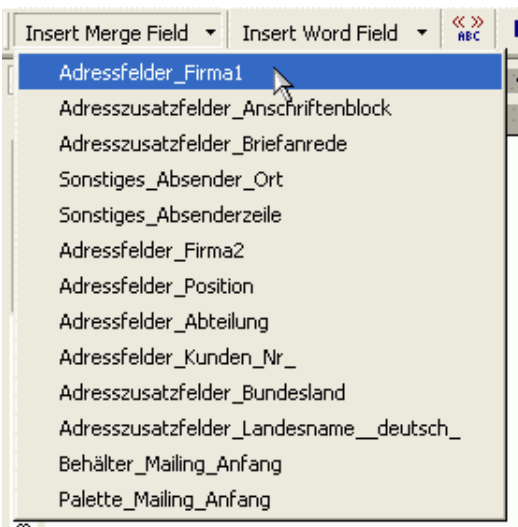 Insert Merge Field Insert Word Field « » ABC
Adressfelder_Firma1
Adresszusatzfelder_Anschriftenblock
Adresszusatzfelder_Briefanrede
Sonstiges_Absender_Ort
Sonstiges_Absenderzeile
Adressfelder_Firma2
Adressfelder_Position
Adressfelder_Abteilung
Adressfelder_Kunden_Nr_
Adresszusatzfelder_Bundesland
Adresszusatzfelder_Landesname__deutsch_
Behälter_Mailing_Anfang
Palette_Mailing_Anfang